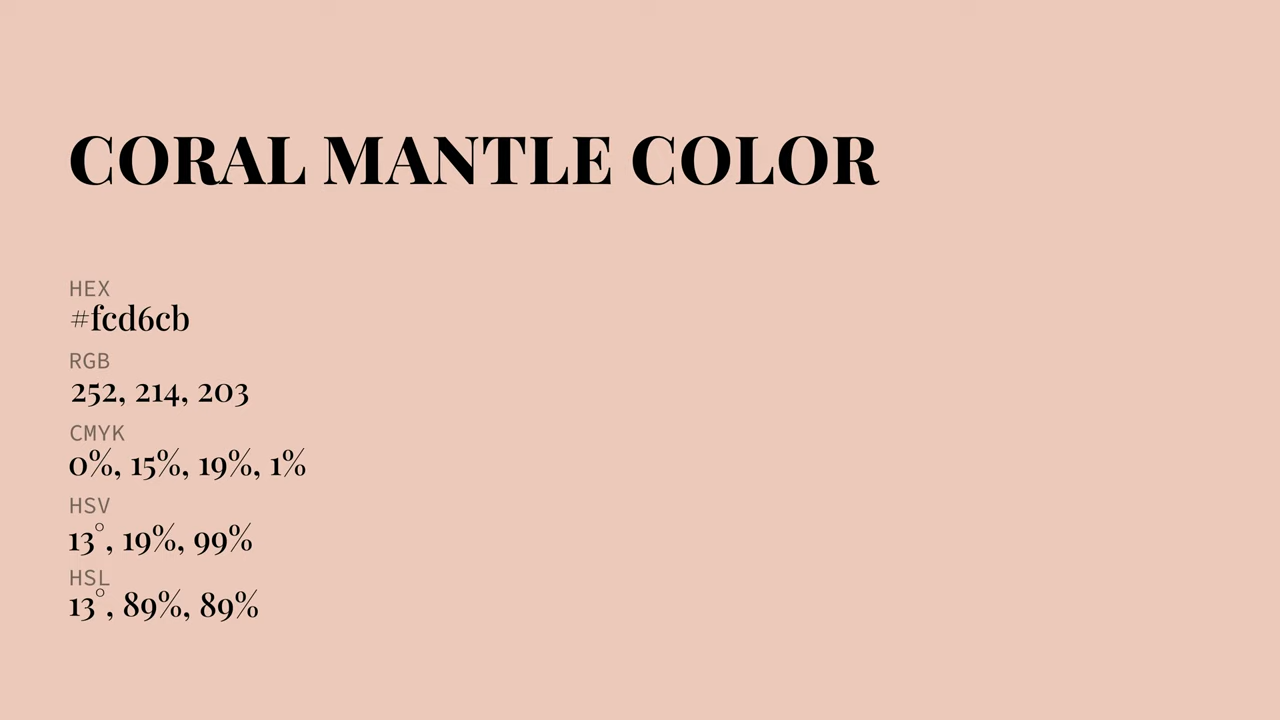 CORAL MANTLE COLOR
HEX
#fcd6cb
RGB
252, 214, 203
CMYK
0%, 15%, 19%, 1%
HSV
13°, 19%, 99%
HSL
13°, 89%, 89%